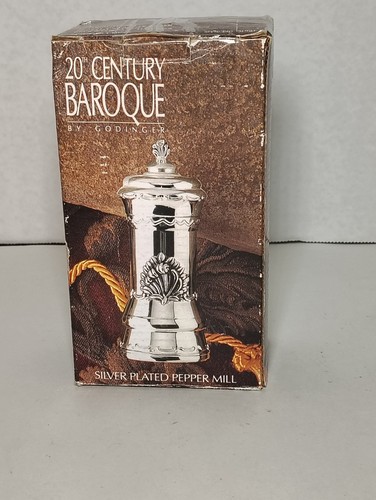 20th CENTURY
BAROQUE
BY GODINGER
SILVER PLATED PEPPER MILL